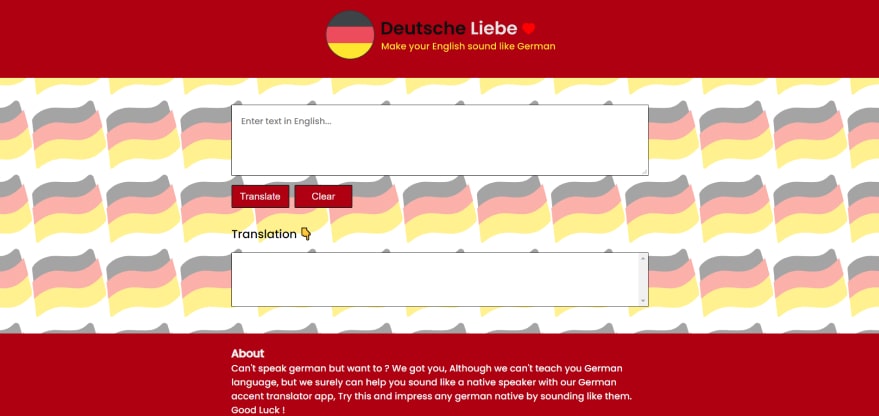 Deutsche Liebe
Make your English sound like German
Enter text in English...
Translate
Clear
Translation
About
Can't speak german but want to ? We got you, Although we can't teach you German
language, but we surely can help you sound like a native speaker with our German
accent translator app, Try this and impress any german native by sounding like them.
Good Luck !